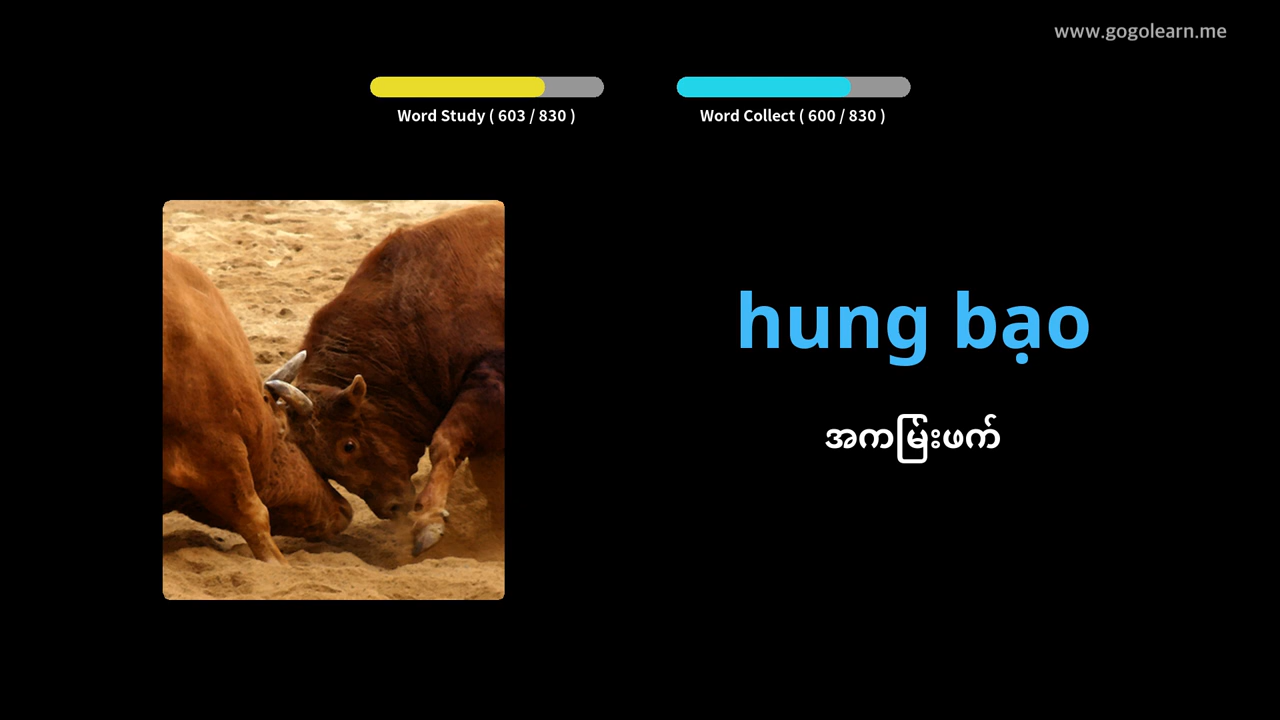 www.gogolearn.me
Word Study ( 603 / 830 )
Word Collect ( 600 / 830 )
hung bạo
အကမ်းဖက်